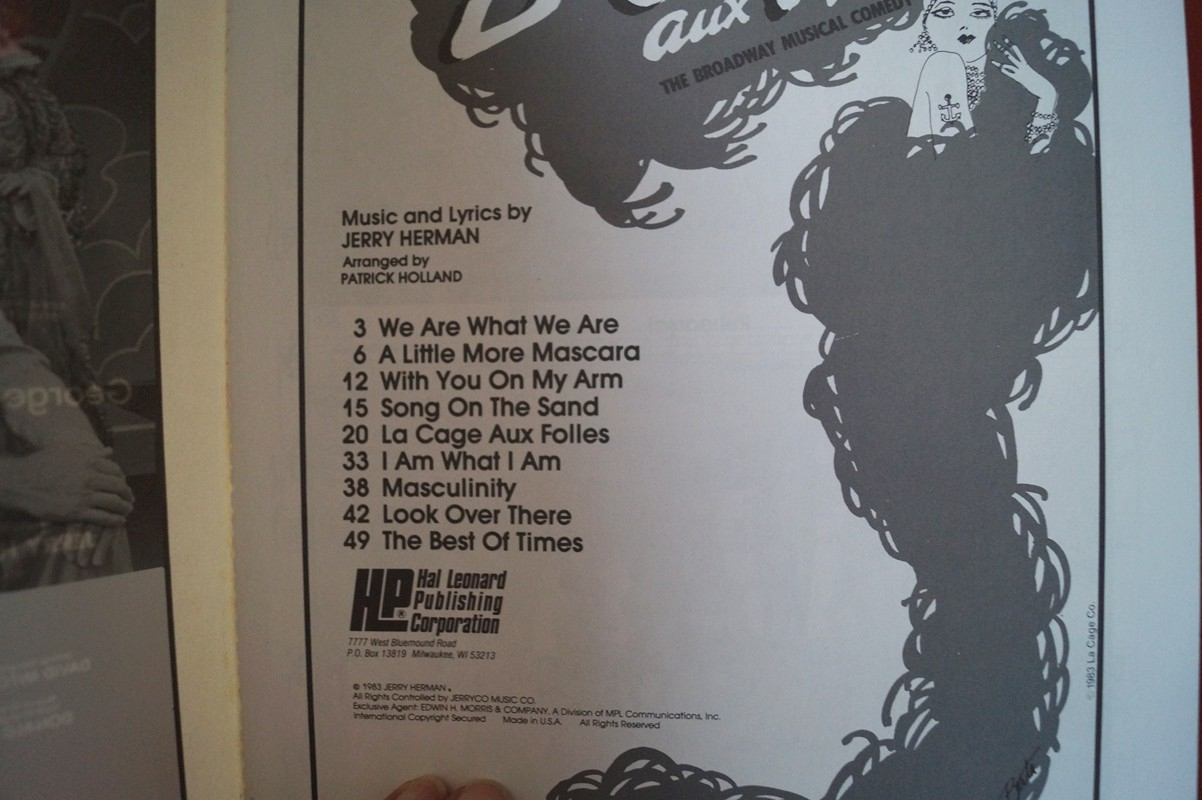 aux
THE BROADWAY MUSICAL COMEDY
Music and Lyrics by
JERRY HERMAN
Arranged by
PATRICK HOLLAND
3 We Are What We Are
6 A Little More Mascara
12 With You On My Arm
15 Song On The Sand
20 La Cage Aux Folles
33 I Am What I Am
38 Masculinity
42 Look Over There
49 The Best Of Times
HP® Hal Leonard
Publishing
Corporation
7777 West Bluemound Road
P.O. Box 13819 Milwaukee, WI 53213
© 1983 JERRY HERMAN
All Rights Controlled by JERRYCO MUSIC CO.
Exclusive Agent: EDWIN H. MORRIS & COMPANY, A Division of MPL Communications, Inc.
International Copyright Secured Made in U.S.A. All Rights Reserved
© 1983 La Cage Co.
George